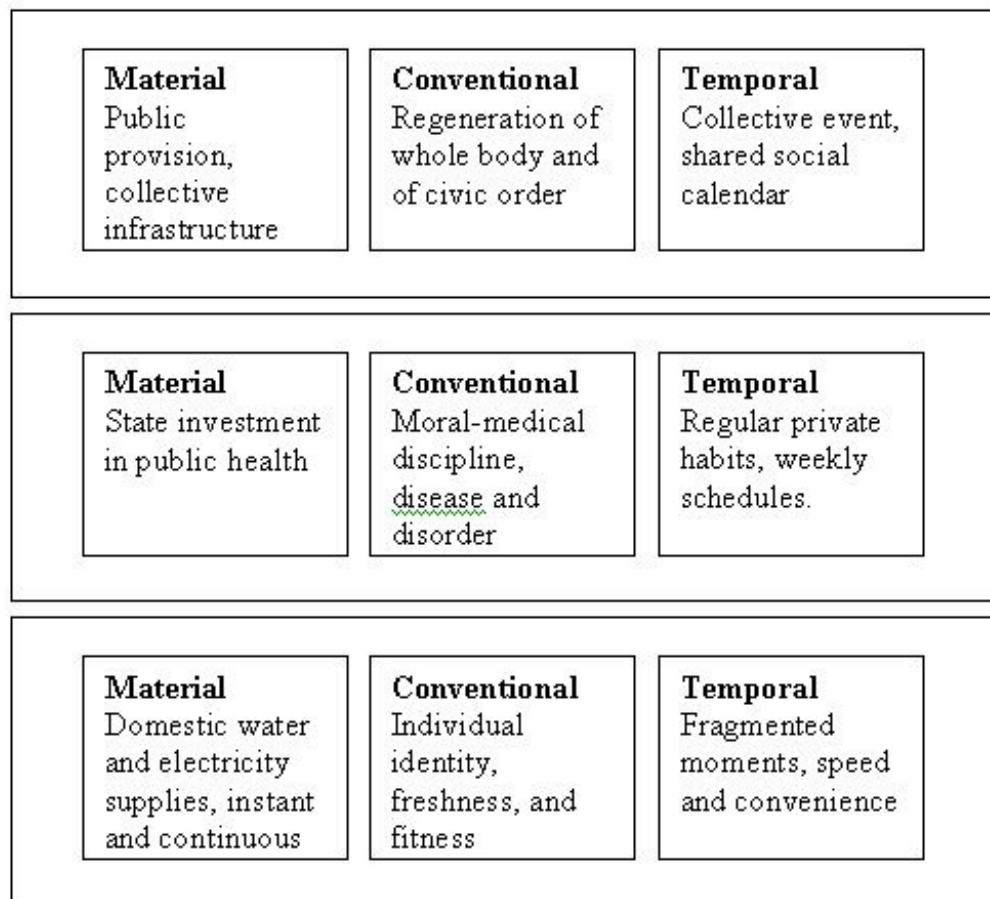 Material
Public
provision,
collective
infrastructure
Conventional
Regeneration of
whole body and
of civic order
Temporal
Collective event,
shared social
calendar
Material
State investment
in public health
Conventional
Moral-medical
discipline,
disease and
disorder
Temporal
Regular private
habits, weekly
schedules.
Material
Domestic water
and electricity
supplies, instant
and continuous
Conventional
Individual
identity,
freshness, and
fitness
Temporal
Fragmented
moments, speed
and convenience